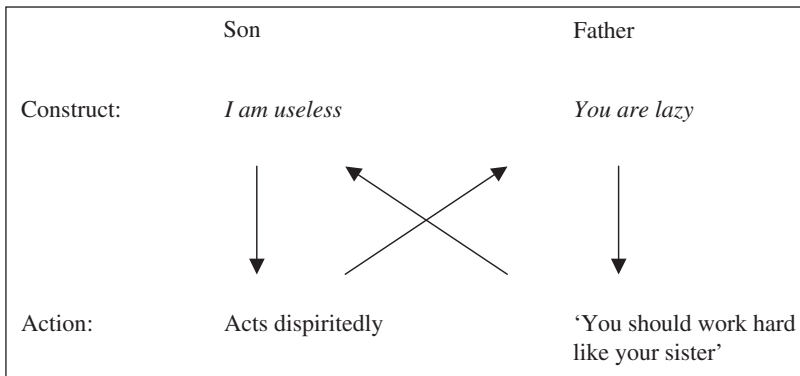 Son Father
Construct: I am useless You are lazy
Action: Acts dispiritedly ‘You should work hard
like your sister’